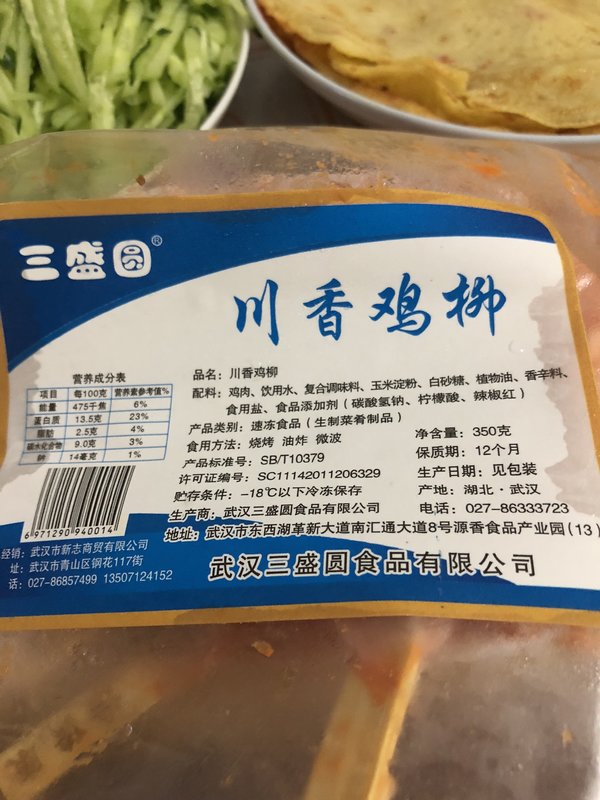 三盛圆®
川香鸡柳
营养成分表
项目 每100克 营养素参考值%
能量 475千焦 6%
蛋白质 13.5克 23%
脂肪 2.5克 4%
碳水化合物 9.0克 3%
钠 14毫克 1%
6971290940014
品名：川香鸡柳
配料：鸡肉、饮用水、复合调味料、玉米淀粉、白砂糖、植物油、香辛料、
食用盐、食品添加剂（碳酸氢钠、柠檬酸、辣椒红）
产品类别：速冻食品（生制菜肴制品）
食用方法：烧烤 油炸 微波
产品标准号：SB/T10379
许可证编号：SC11142011206329
贮存条件：-18℃以下冷冻保存
净含量：350克
保质期：12个月
生产日期：见包装
产地：湖北·武汉
生产商：武汉三盛圆食品有限公司
电话：027-86333723
地址：武汉市东西湖革新大道南汇通大道8号源香食品产业园(13)
经销：武汉市新志商贸有限公司
址：武汉市青山区钢花117街
话：027-86857499 13507124152
武汉三盛圆食品有限公司